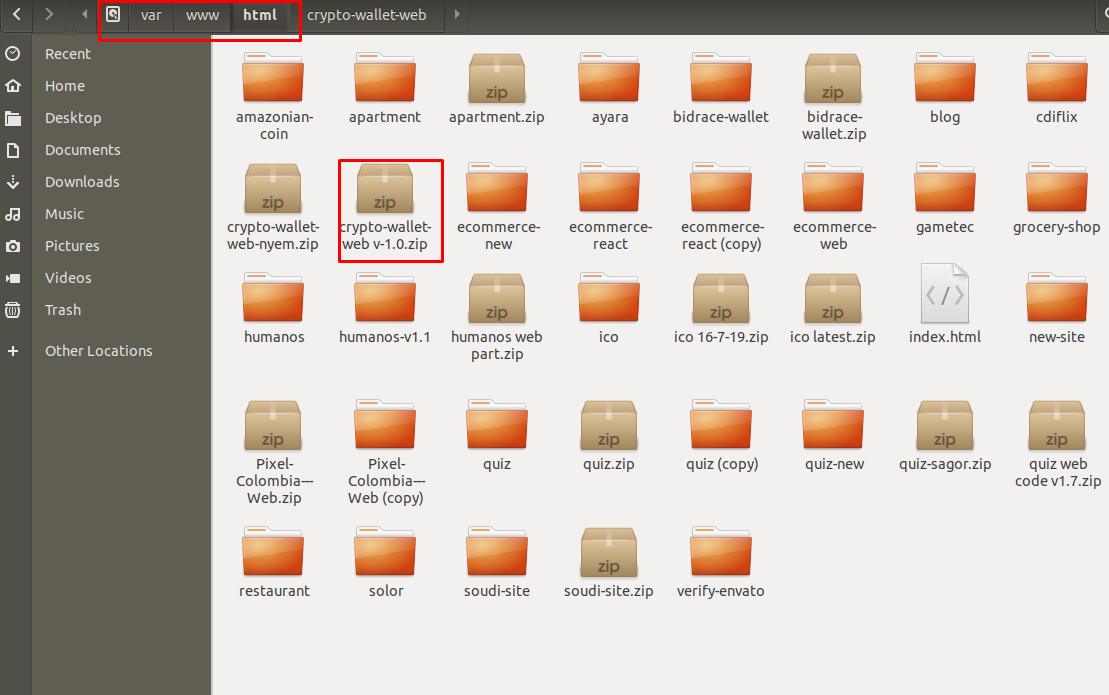 var
www
html
crypto-wallet-web
Recent
Home
Desktop
Documents
Downloads
Music
Pictures
Videos
Trash
Other Locations
amazonian-
coin
apartment
zip
apartment.zip
ayara
bidrace-wallet
zip
bidrace-
wallet.zip
blog
cdiflix
zip
crypto-wallet-
web-nyem.zip
zip
crypto-wallet-
web v-1.0.zip
ecommerce-
new
ecommerce-
react
ecommerce-
react (copy)
ecommerce-
web
gametec
grocery-shop
humanos
humanos-v1.1
zip
humanos web
part.zip
ico
zip
ico 16-7-19.zip
zip
ico latest.zip
</>
index.html
new-site
zip
Pixel-
Colombia---
Web.zip
Pixel-
Colombia---
Web (copy)
quiz
zip
quiz.zip
quiz (copy)
quiz-new
zip
quiz-sagor.zip
zip
quiz web
code v1.7.zip
restaurant
solor
soudi-site
zip
soudi-site.zip
verify-envato